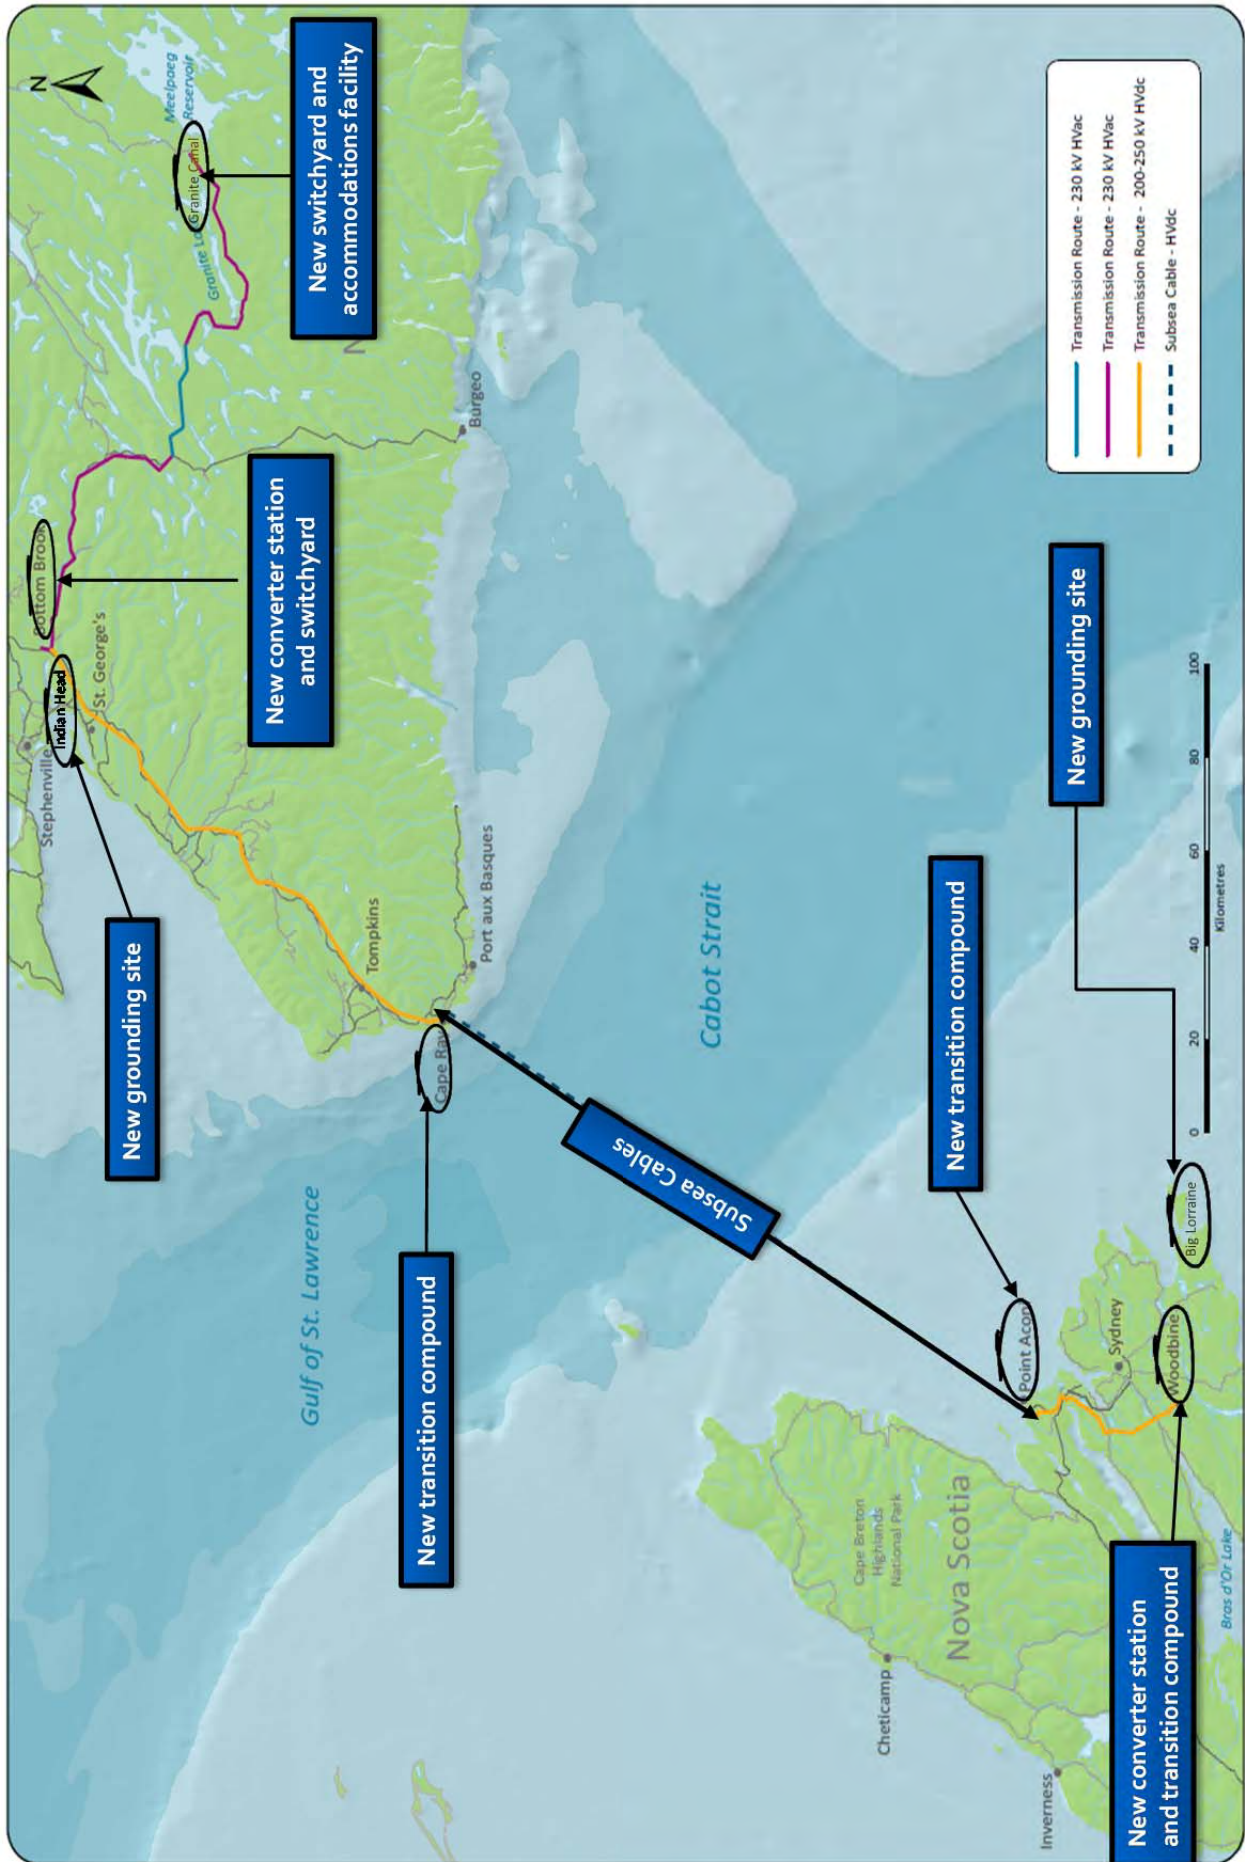 Stephenville
Indian Head
Bottom Brook
N
St. George's
New grounding site
Meelpaeg
Reservoir
Granite Canal
Granite L
New converter station
and switchyard
New switchyard and
accommodations facility
Gulf of St. Lawrence
Tompkins
N
New transition compound
Cape Ray
Port aux Basques
Burgeo
Subsea Cables
Cabot Strait
Cape Breton
Highlands
National Park
Cheticamp
Nova Scotia
New transition compound
Point Acon
Inverness
Sydney
New grounding site
Transmission Route - 230 kV HVac
Transmission Route - 230 kV HVac
Transmission Route - 200-250 kV HVdc
Subsea Cable - HVdc
New converter station
and transition compound
Woodbine
Big Lorraine
0 20 40 60 80 100
Kilometres
Bras d'Or Lake